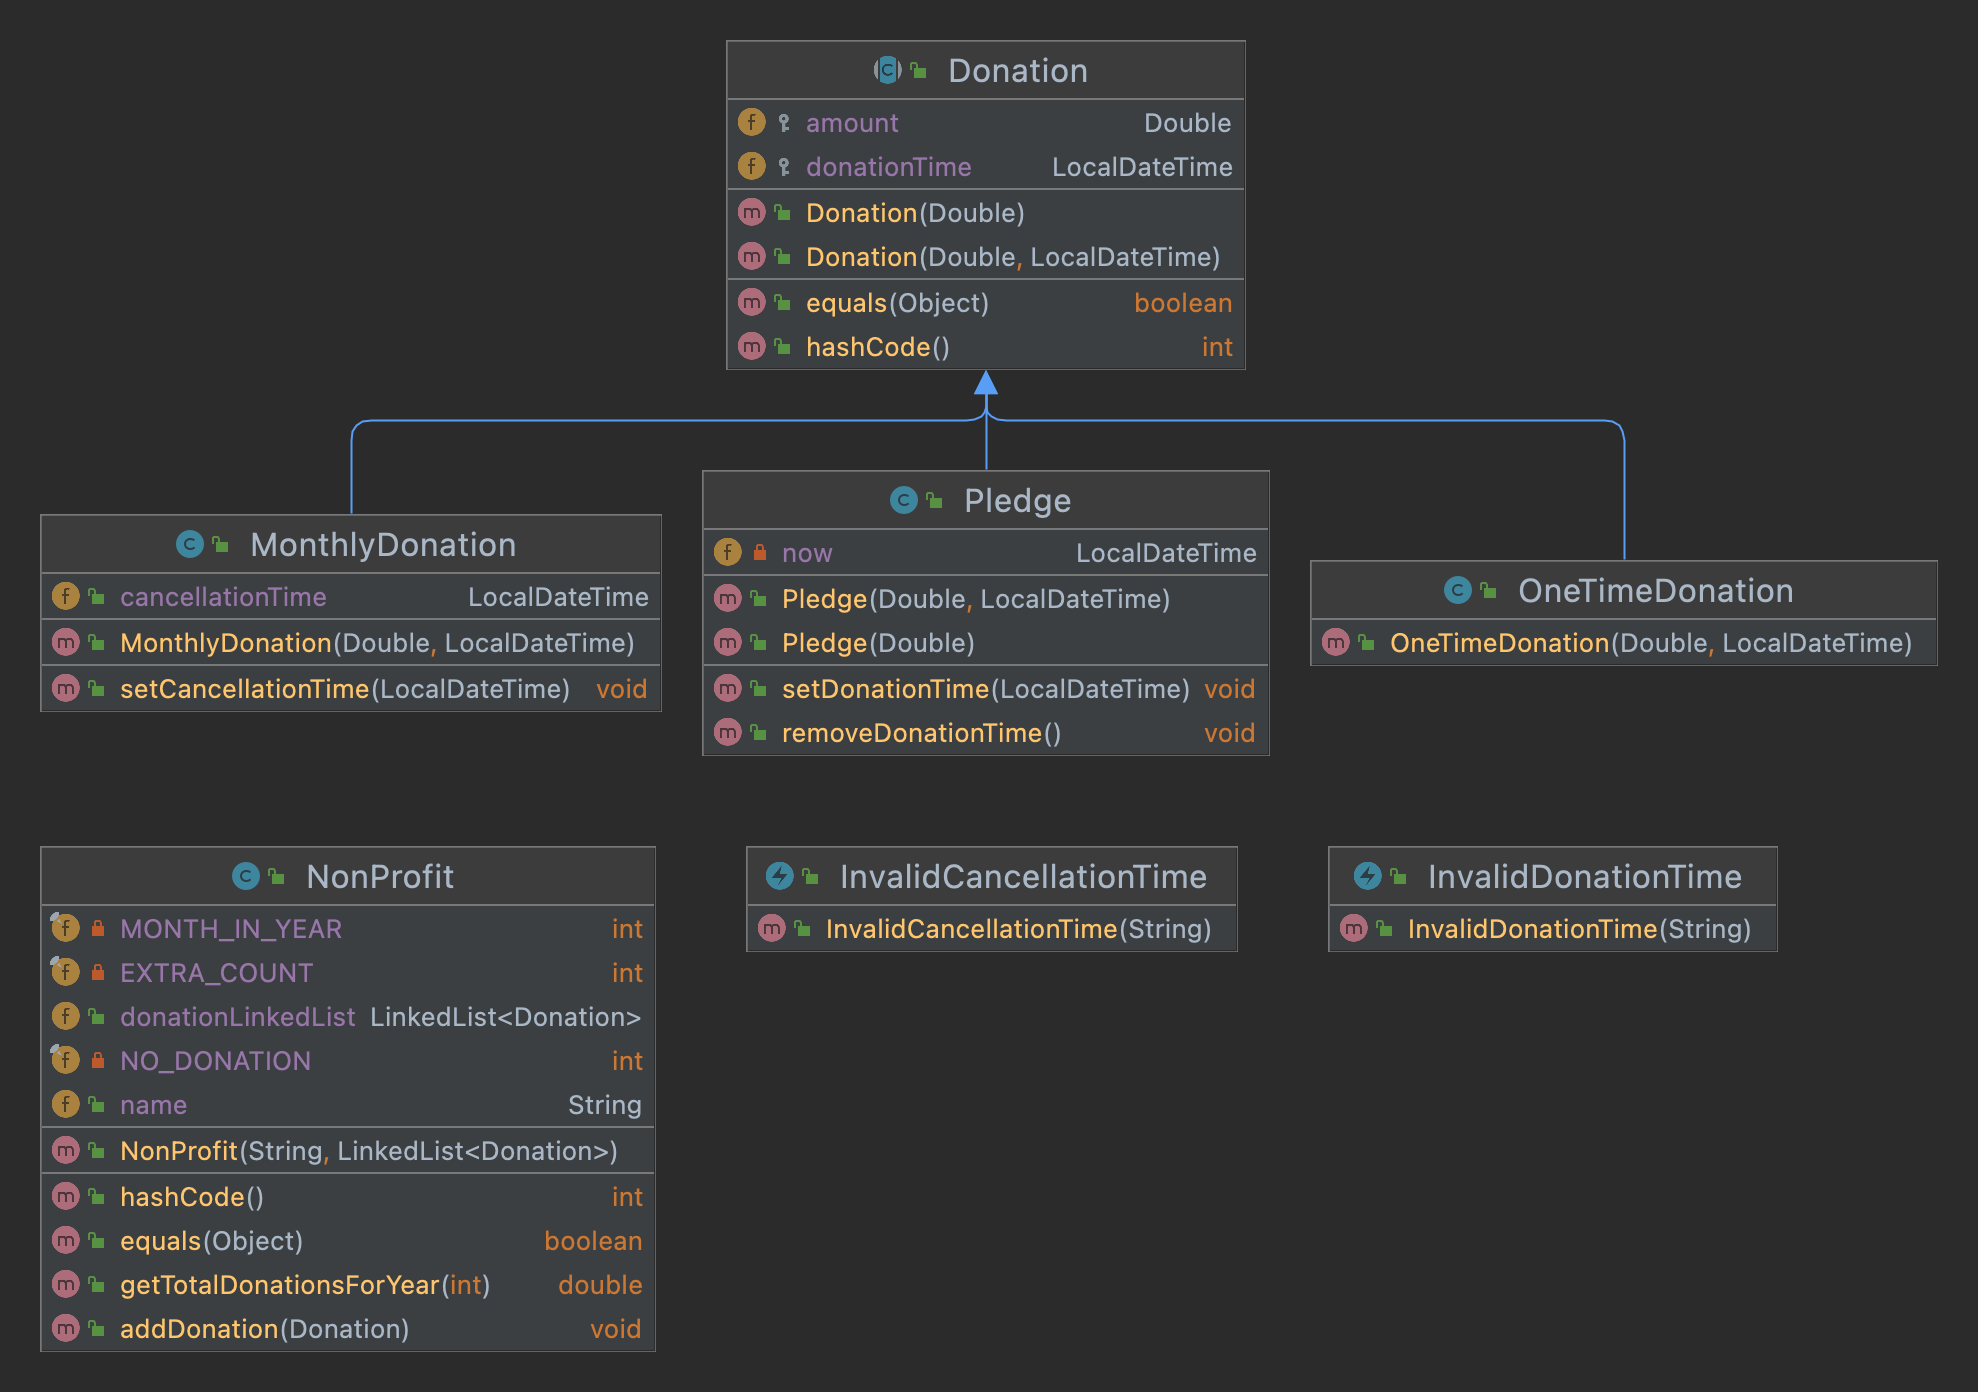 Donation
amount Double
donationTime LocalDateTime
Donation(Double)
Donation(Double, LocalDateTime)
equals(Object) boolean
hashCode() int
MonthlyDonation
cancellationTime LocalDateTime
MonthlyDonation(Double, LocalDateTime)
setCancellationTime(LocalDateTime) void
Pledge
now LocalDateTime
Pledge(Double, LocalDateTime)
Pledge(Double)
setDonationTime(LocalDateTime) void
removeDonationTime() void
OneTimeDonation
OneTimeDonation(Double, LocalDateTime)
NonProfit
MONTH_IN_YEAR int
EXTRA_COUNT int
donationLinkedList LinkedList<Donation>
NO_DONATION int
name String
NonProfit(String, LinkedList<Donation>)
hashCode() int
equals(Object) boolean
getTotalDonationsForYear(int) double
addDonation(Donation) void
InvalidCancellationTime
InvalidCancellationTime(String)
InvalidDonationTime
InvalidDonationTime(String)